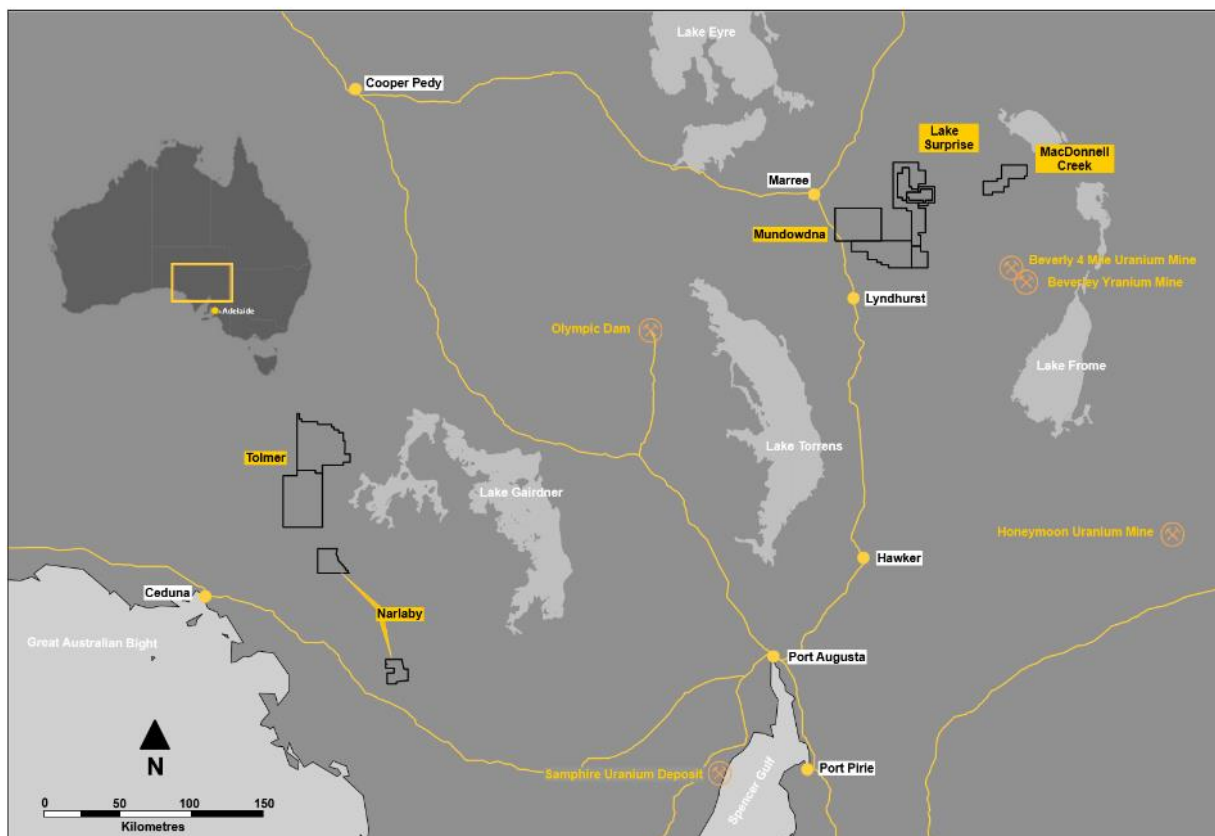 Lake Eyre
Cooper Pedy
Lake
Surprise
MacDonnell
Creek
Marree
Mundowdna
Beverly 4 Mile Uranium Mine
Beverley Yranium Mine
Lyndhurst
Adelaide
Olympic Dam
Lake Frome
Lake Torrens
Tolmer
Lake Gairdner
Honeymoon Uranium Mine
Hawker
Ceduna
Narlaby
Great Australian Bight
Port Augusta
N
Samphire Uranium Deposit
Spencer Gulf
Port Pirie
0 50 100 150
Kilometres